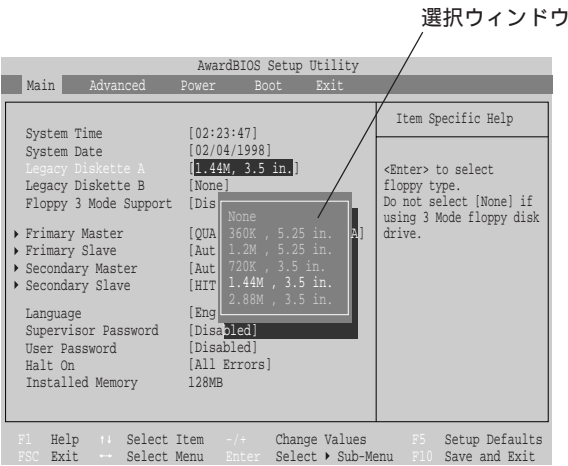 選択ウィンドウ
AwardBIOS Setup Utility
Main Advanced Power Boot Exit
Item Specific Help
System Time [02:23:47]
System Date [02/04/1998]
Legacy Diskette A [1.44M, 3.5 in.]
Legacy Diskette B [None]
Floppy 3 Mode Support [Dis
Primary Master [QUA A]
Primary Slave [Aut
Secondary Master [Aut
Secondary Slave [HIT
Language [Eng
Supervisor Password [Disabled]
User Password [Disabled]
Halt On [All Errors]
Installed Memory 128MB
None
360K , 5.25 in.
1.2M , 5.25 in.
720K , 3.5 in.
1.44M , 3.5 in.
2.88M , 3.5 in.
<Enter> to select
floppy type.
Do not select [None] if
using 3 Mode floppy disk
drive.
F1 Help ↑↓ Select Item -/+ Change Values F5 Setup Defaults
ESC Exit ↔ Select Menu Enter Select ▸ Sub-Menu F10 Save and Exit